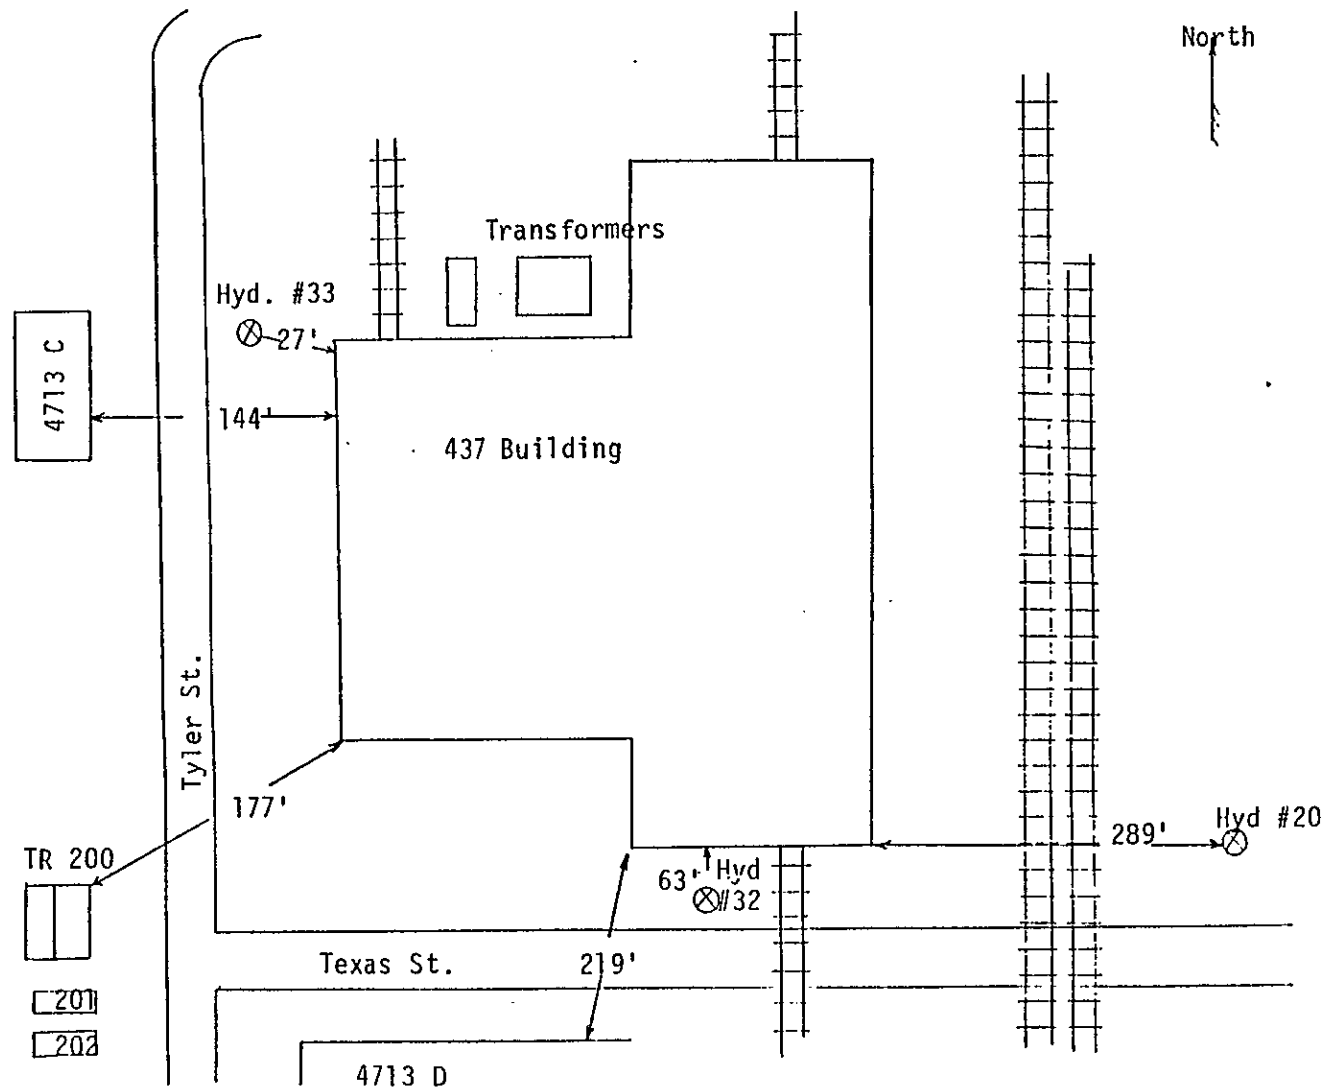 North
Transformers
Hyd. #33
27'
4713 C
144'
437 Building
Tyler St.
177'
Hyd #20
289'
TR 200
63'
Hyd
#32
Texas St.
219'
201
203
4713 D